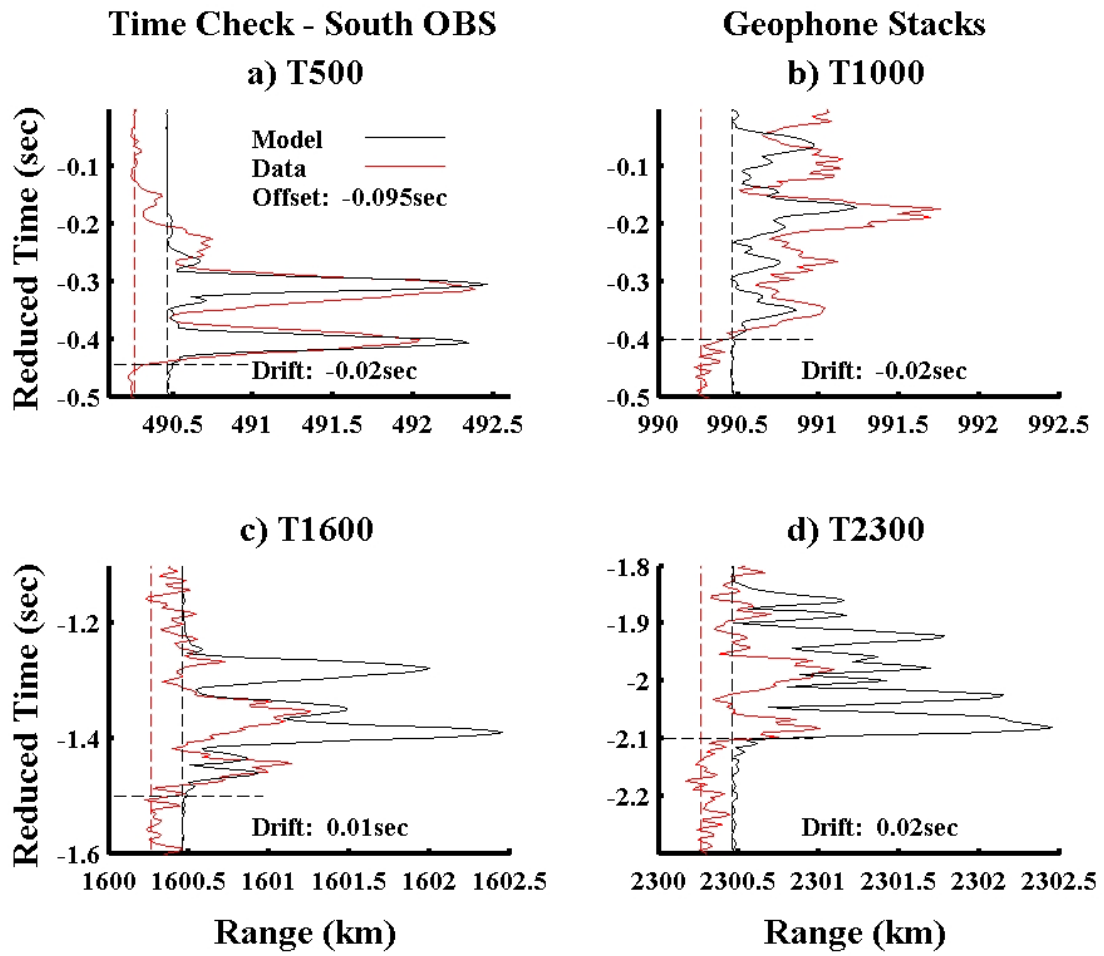 Time Check - South OBS
Geophone Stacks
a) T500
b) T1000
Reduced Time (sec)
-0.1
-0.2
-0.3
-0.4
-0.5
Model
Data
Offset: -0.095sec
Drift: -0.02sec
490.5
491
491.5
492
492.5
-0.1
-0.2
-0.3
-0.4
-0.5
Drift: -0.02sec
990
990.5
991
991.5
992
992.5
c) T1600
d) T2300
Reduced Time (sec)
-1.2
-1.4
-1.6
Drift: 0.01sec
1600
1600.5
1601
1601.5
1602
1602.5
Range (km)
-1.8
-1.9
-2
-2.1
-2.2
Drift: 0.02sec
2300
2300.5
2301
2301.5
2302
2302.5
Range (km)